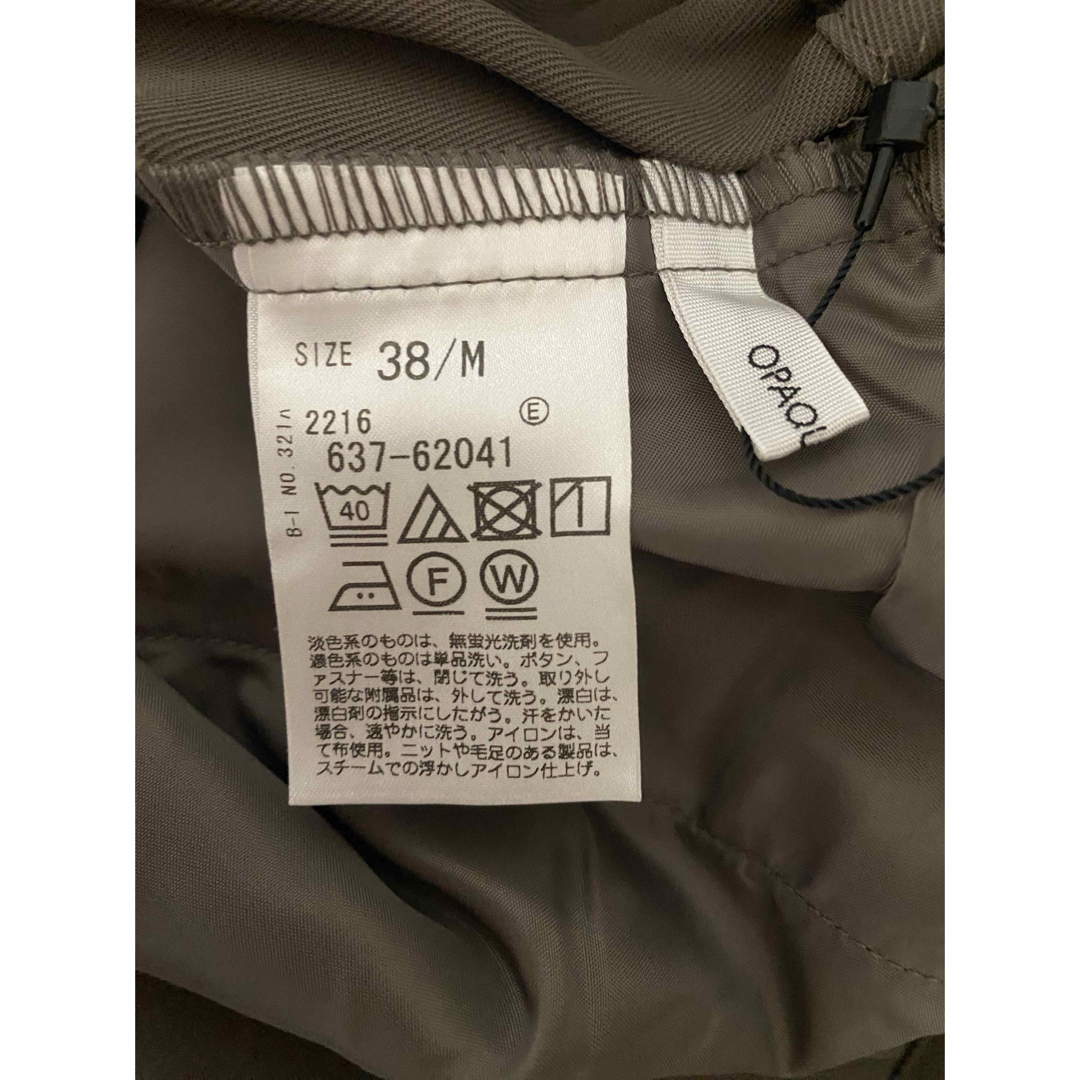 SIZE 38/M
2216 Ⓔ
637-62041
B-I NO.321A
40
F W
淡色系のものは、無蛍光洗剤を使用。
濃色系のものは単品洗い。ボタン、フ
ァスナー等は、閉じて洗う。取り外し
可能な附属品は、外して洗う。漂白は、
漂白剤の指示にしたがう。汗をかいた
場合、速やかに洗う。アイロンは、当
て布使用。ニットや毛足のある製品は、
スチームでの浮かしアイロン仕上げ。